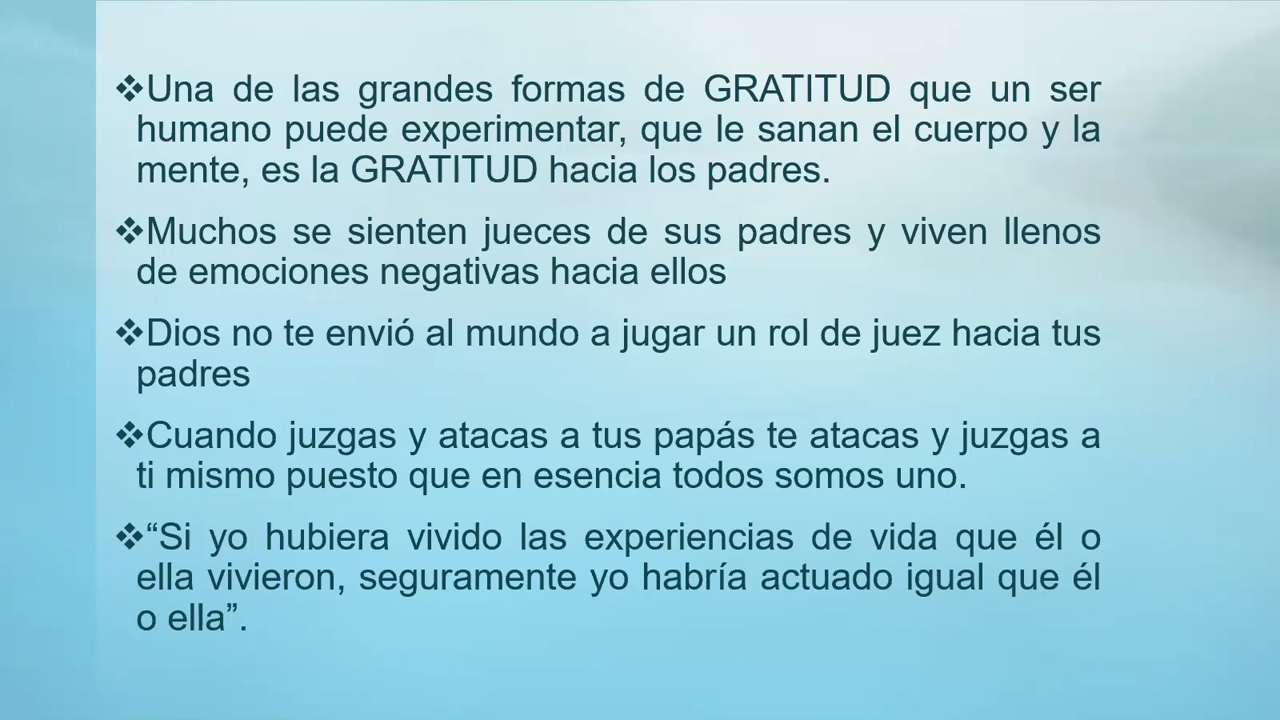 ❖Una de las grandes formas de GRATITUD que un ser
humano puede experimentar, que le sanan el cuerpo y la
mente, es la GRATITUD hacia los padres.
❖Muchos se sienten jueces de sus padres y viven llenos
de emociones negativas hacia ellos
❖Dios no te envió al mundo a jugar un rol de juez hacia tus
padres
❖Cuando juzgas y atacas a tus papás te atacas y juzgas a
ti mismo puesto que en esencia todos somos uno.
❖“Si yo hubiera vivido las experiencias de vida que él o
ella vivieron, seguramente yo habría actuado igual que él
o ella”.